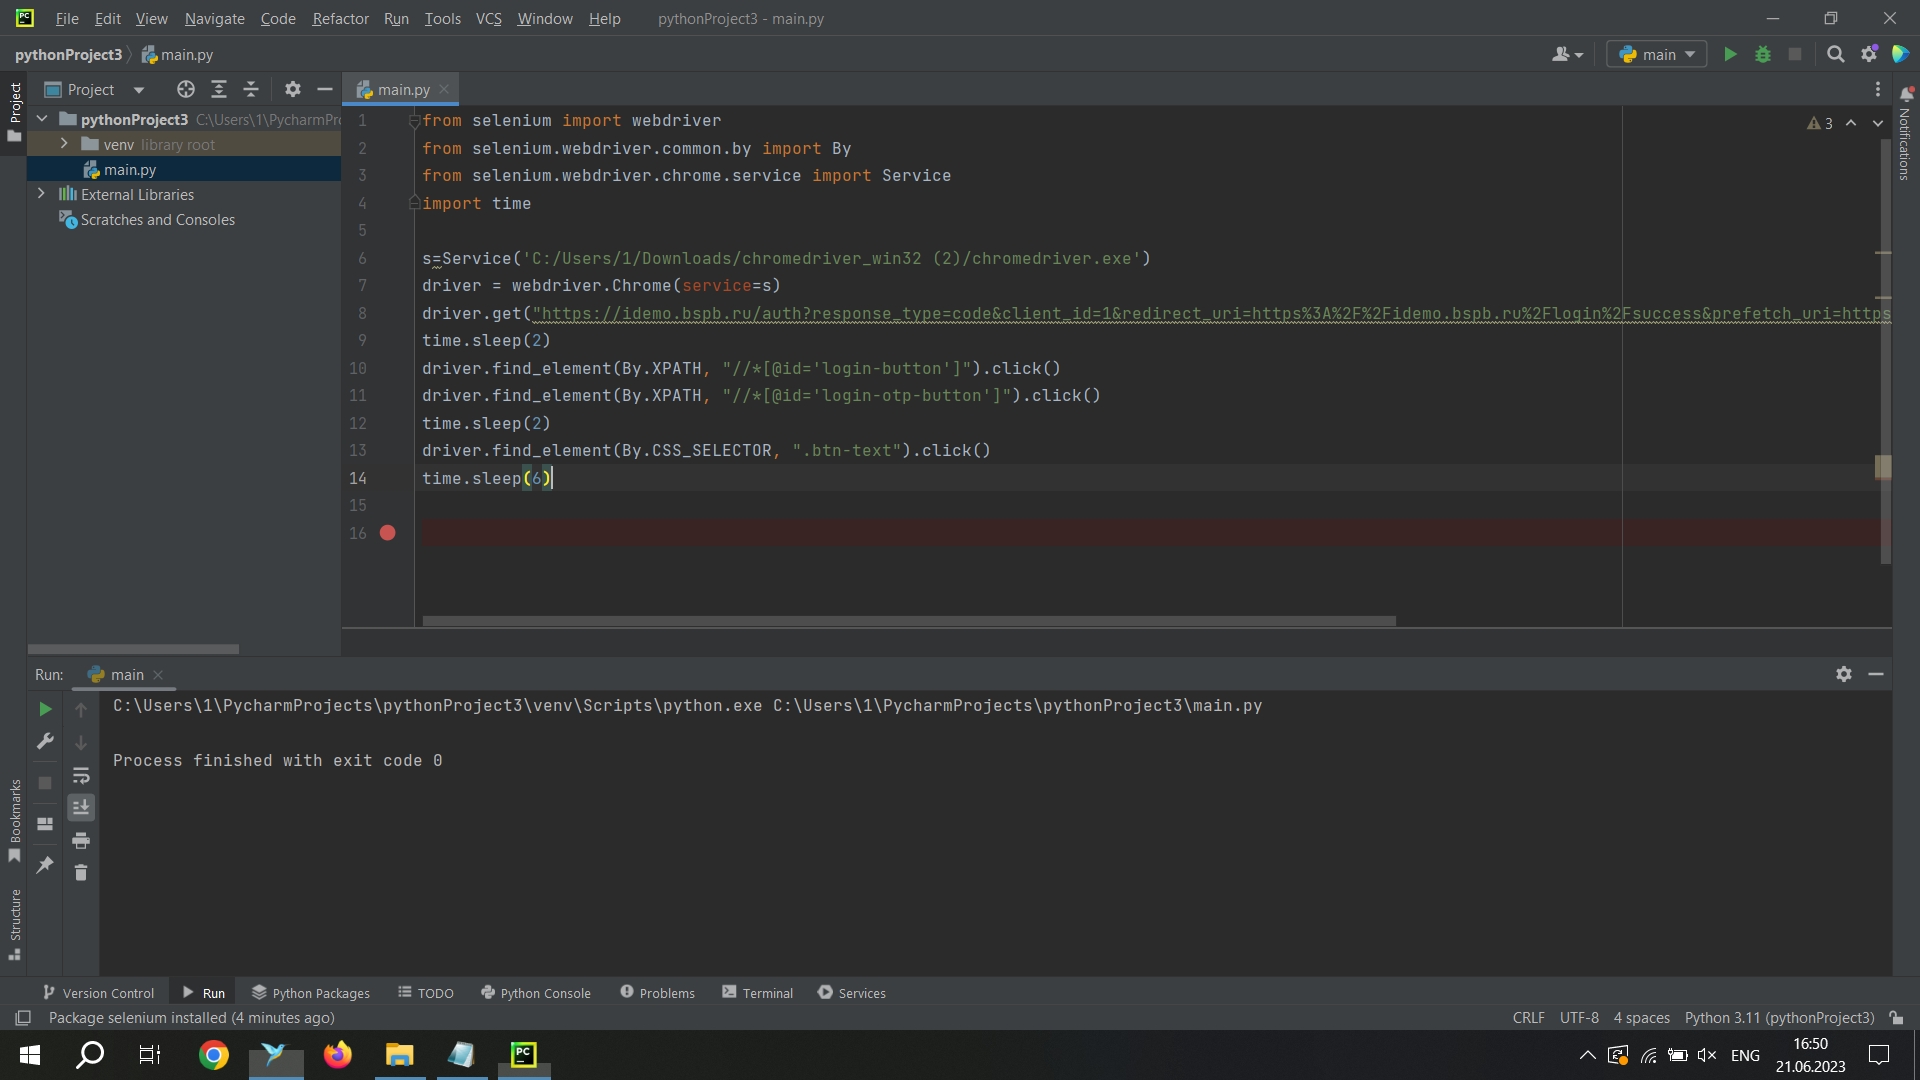 PC File Edit View Navigate Code Refactor Run Tools VCS Window Help pythonProject3 - main.py
pythonProject3 main.py main
Project main.py
Project
pythonProject3 C:\Users\1\PycharmPr
venv library root
main.py
External Libraries
Scratches and Consoles
3
Notifications
1 from selenium import webdriver
2 from selenium.webdriver.common.by import By
3 from selenium.webdriver.chrome.service import Service
4 import time
5
6 s=Service('C:/Users/1/Downloads/chromedriver_win32 (2)/chromedriver.exe')
7 driver = webdriver.Chrome(service=s)
8 driver.get("https://idemo.bspb.ru/auth?response_type=code&client_id=1&redirect_uri=https%3A%2F%2Fidemo.bspb.ru%2Flogin%2Fsuccess&prefetch_uri=https
9 time.sleep(2)
10 driver.find_element(By.XPATH, "//*[@id='login-button']").click()
11 driver.find_element(By.XPATH, "//*[@id='login-otp-button']").click()
12 time.sleep(2)
13 driver.find_element(By.CSS_SELECTOR, ".btn-text").click()
14 time.sleep(6)
15
16
Run: main
C:\Users\1\PycharmProjects\pythonProject3\venv\Scripts\python.exe C:\Users\1\PycharmProjects\pythonProject3\main.py
Process finished with exit code 0
Bookmarks
Structure
Version Control Run Python Packages TODO Python Console Problems Terminal Services
Package selenium installed (4 minutes ago) CRLF UTF-8 4 spaces Python 3.11 (pythonProject3)
PC ENG 16:50
21.06.2023